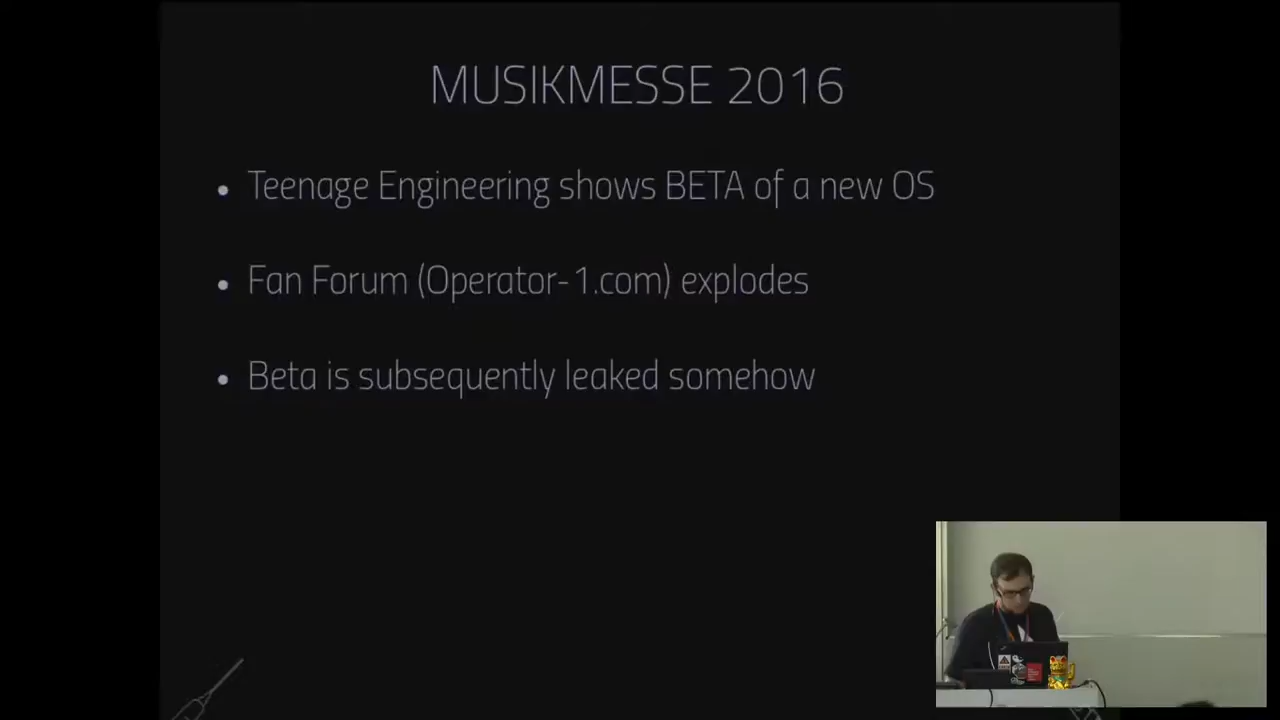 MUSIKMESSE 2016
• Teenage Engineering shows BETA of a new OS
• Fan Forum (Operator-1.com) explodes
• Beta is subsequently leaked somehow